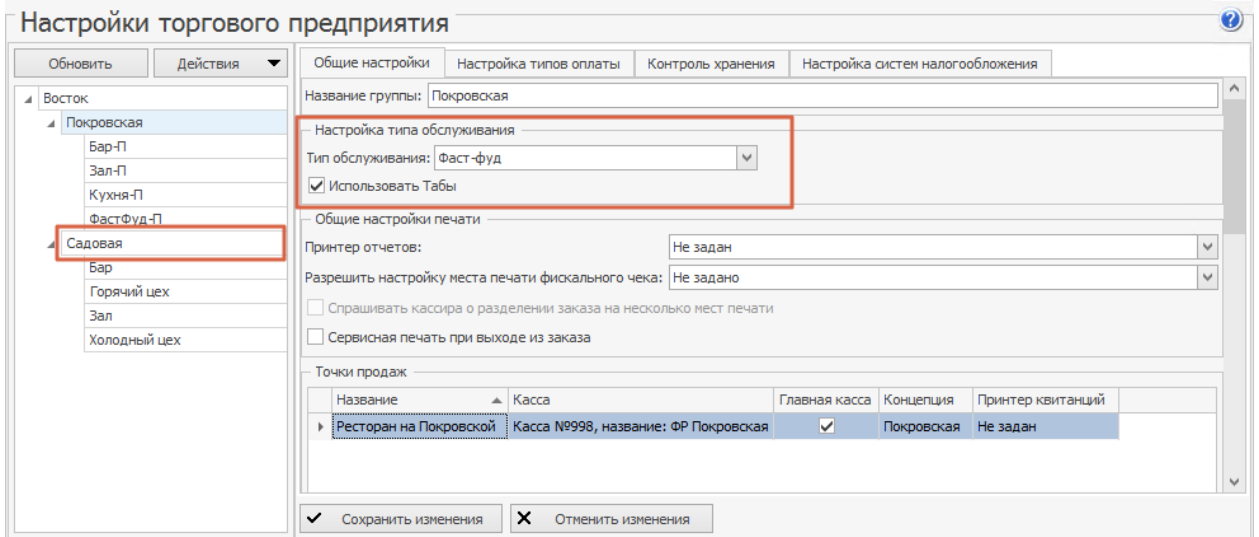 Настройки торгового предприятия
Обновить
Действия
Восток
Покровская
Бар-П
Зал-П
Кухня-П
ФастФуд-П
Садовая
Бар
Горячий цех
Зал
Холодный цех
Общие настройки
Настройка типов оплаты
Контроль хранения
Настройка систем налогообложения
Название группы: Покровская
Настройка типа обслуживания
Тип обслуживания: Фаст-фуд
Использовать Табы
Общие настройки печати
Принтер отчетов: Не задан
Разрешить настройку места печати фискального чека: Не задано
Спрашивать кассира о разделении заказа на несколько мест печати
Сервисная печать при выходе из заказа
Точки продаж
Название Касса Главная касса Концепция Принтер квитанций
Ресторан на Покровской Касса №998, название: ФР Покровская Покровская Не задан
Сохранить изменения
Отменить изменения